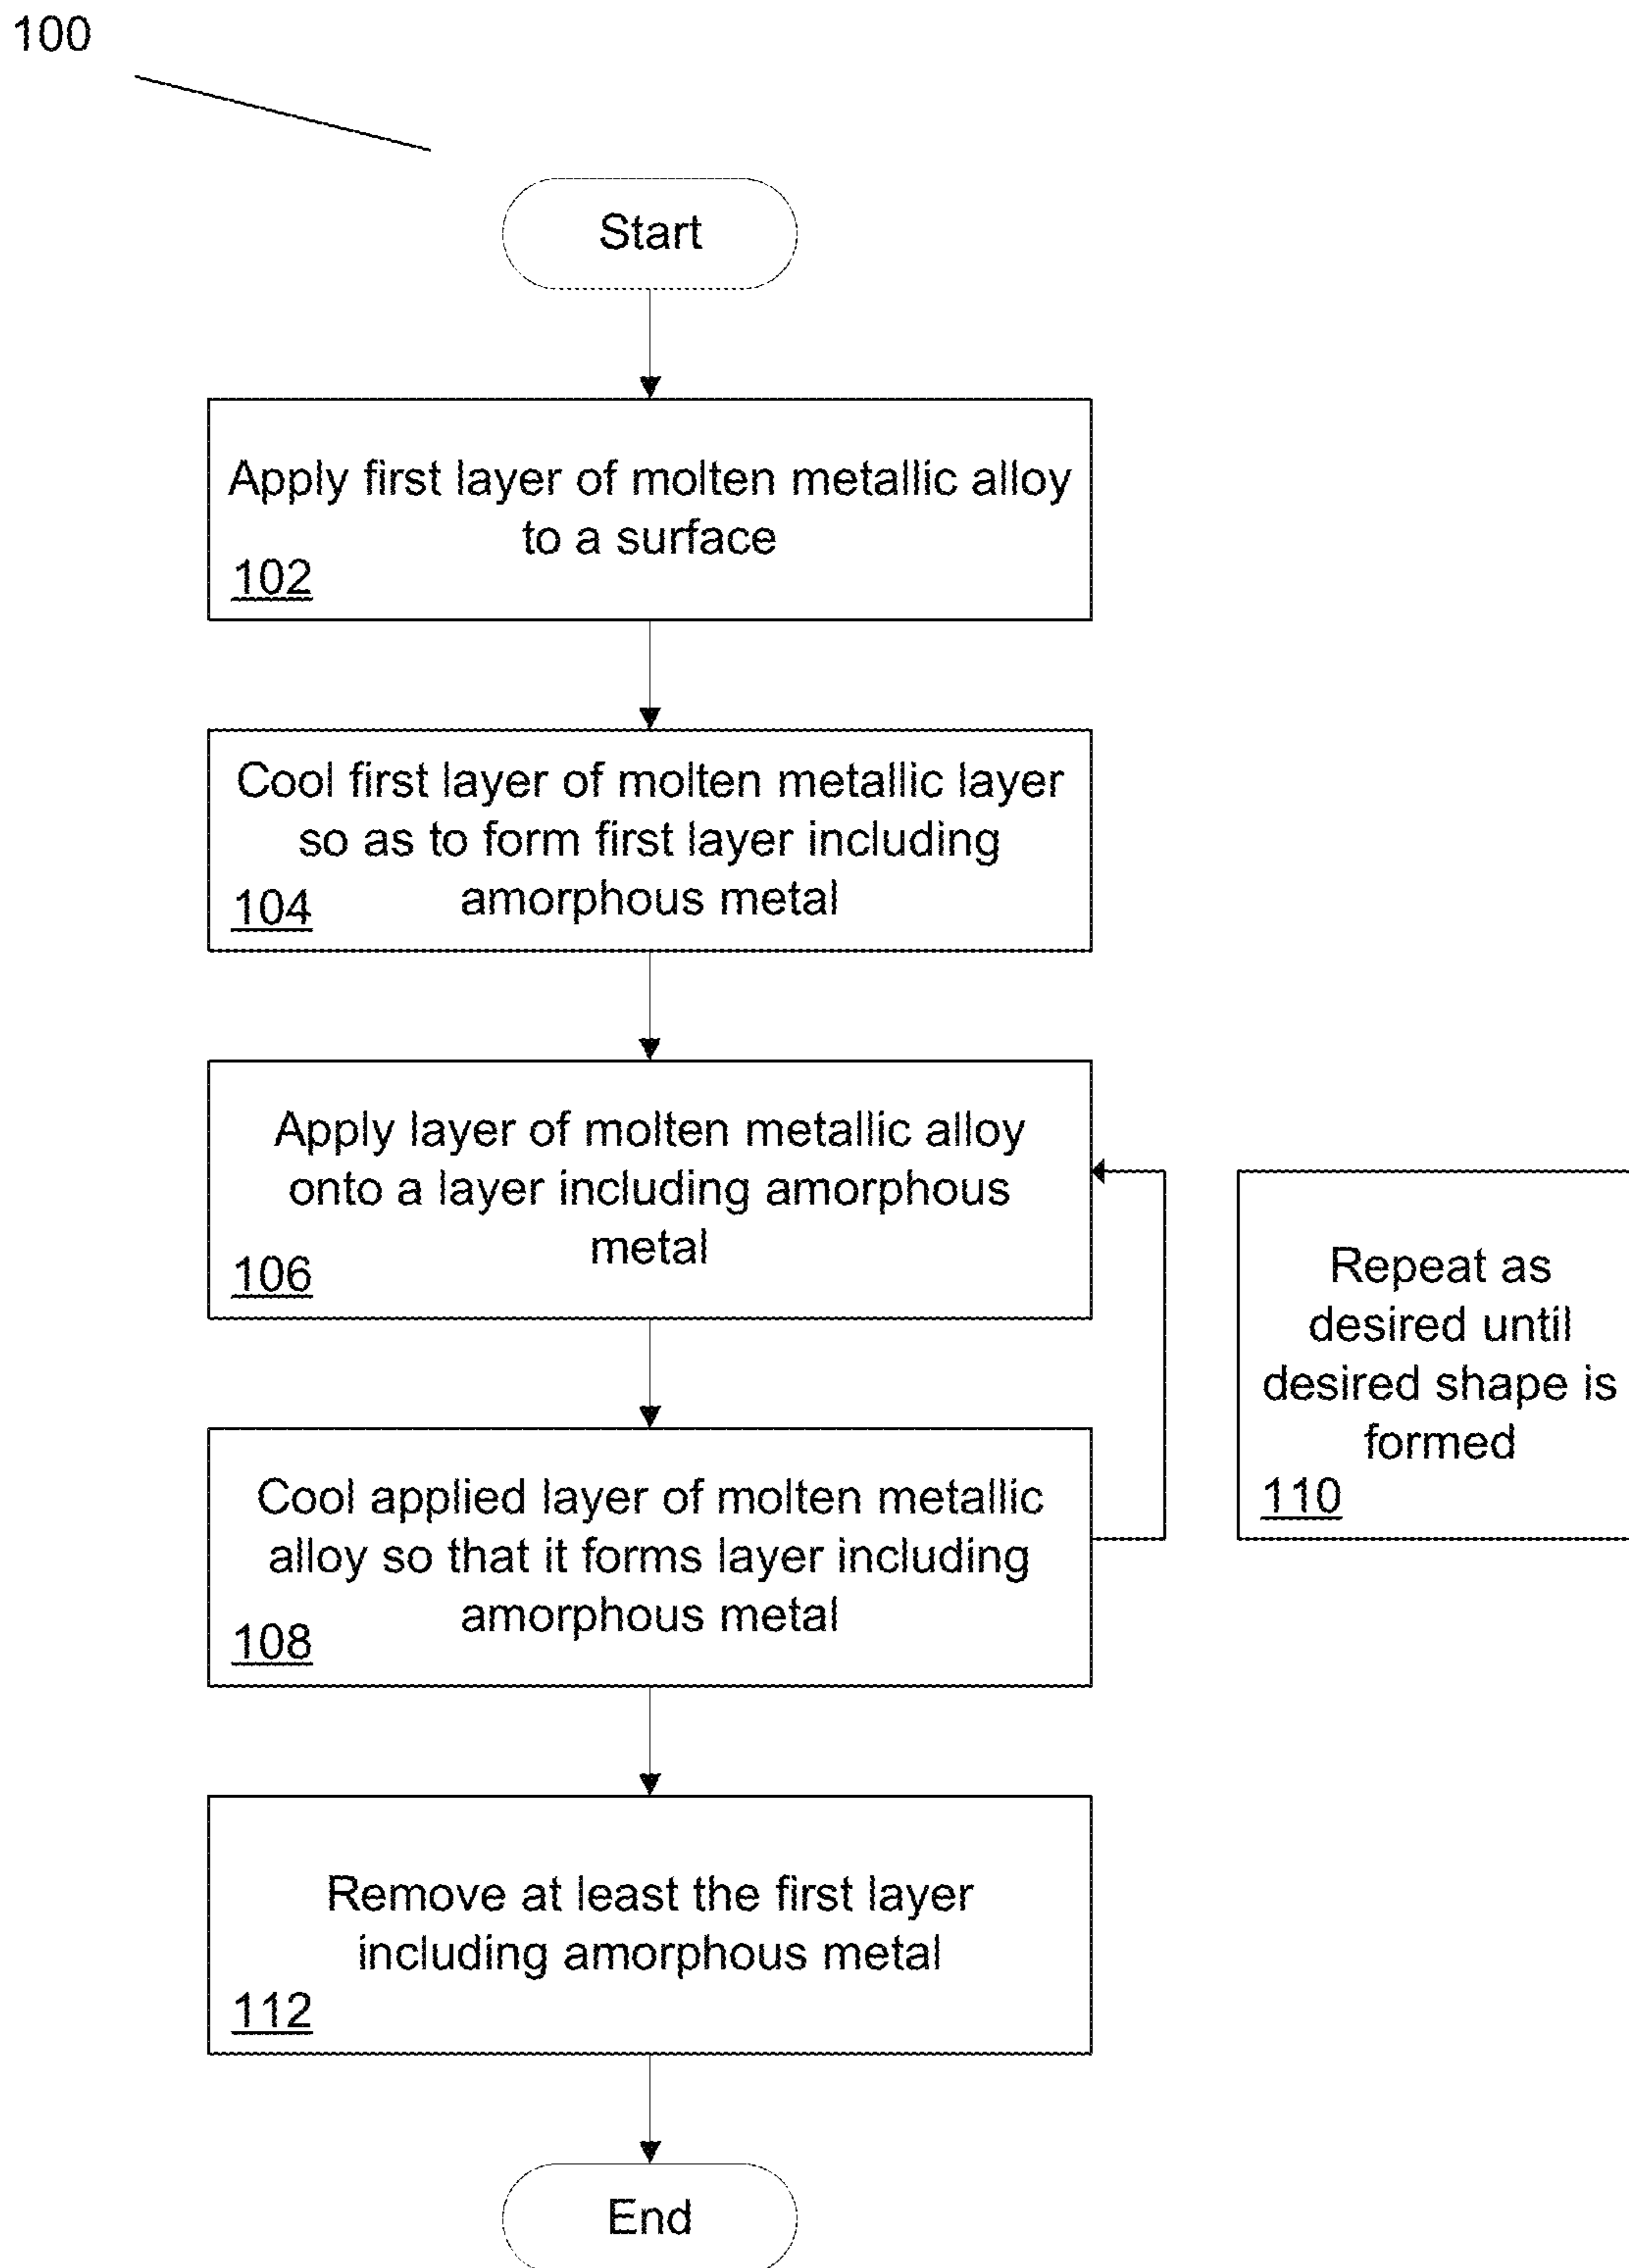 100
Start
Apply first layer of molten metallic alloy
to a surface
102
Cool first layer of molten metallic layer
so as to form first layer including
amorphous metal
104
Apply layer of molten metallic alloy
onto a layer including amorphous
metal
106
Repeat as
desired until
desired shape is
formed
110
Cool applied layer of molten metallic
alloy so that it forms layer including
amorphous metal
108
Remove at least the first layer
including amorphous metal
112
End